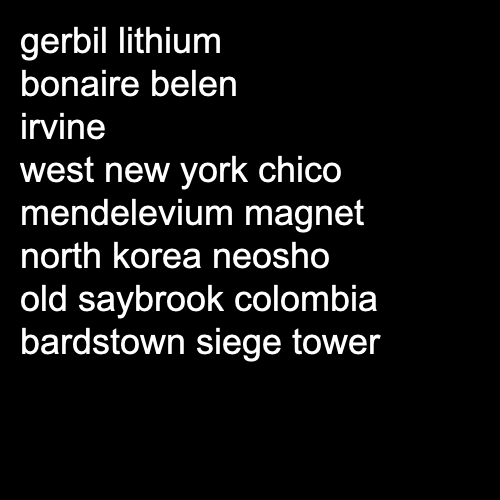 gerbil lithium
bonaire belen
irvine
west new york chico
mendelevium magnet
north korea neosho
old saybrook colombia
bardstown siege tower